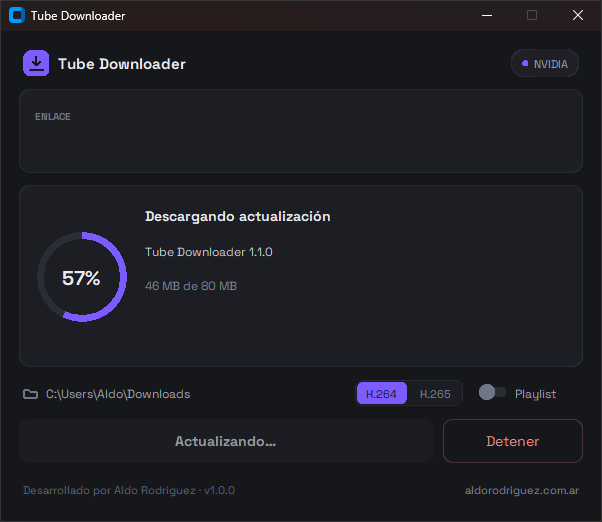 Tube Downloader
Tube Downloader
NVIDIA
ENLACE
Descargando actualización
57%
Tube Downloader 1.1.0
46 MB de 80 MB
C:\Users\Aldo\Downloads
H.264
H.265
Playlist
Actualizando...
Detener
Desarrollado por Aldo Rodriguez · v1.0.0
aldorodriguez.com.ar